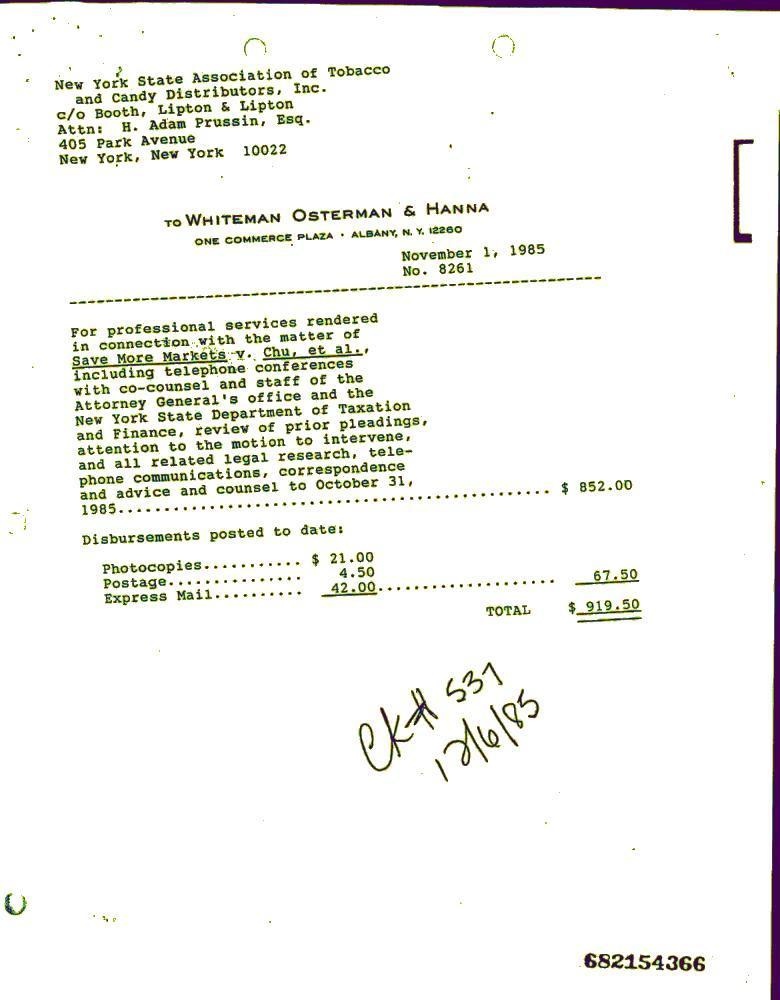 New York State Association of Tobacco
and Candy Distributors, Inc.
c/o Booth, Lipton & Lipton
Attn: H. Adam Prussin, Esq.
405 Park Avenue
New York, New York 10022
TO WHITEMAN OSTERMAN & HANNA
ONE COMMERCE PLAZA · ALBANY, N. Y. 12260
November 1, 1985
No. 8261
For professional services rendered
in connection with the matter of
Save More Markets v. Chu, et al.,
including telephone conferences
with co-counsel and staff of the
Attorney General's office and the
New York State Department of Taxation
and Finance, review of prior pleadings,
attention to the motion to intervene,
and all related legal research, tele-
phone communications, correspondence
and advice and counsel to October 31,
1985............................................... $ 852.00
Disbursements posted to date:
Photocopies........... $ 21.00
Postage............... 4.50
Express Mail.......... 42.00.................... 67.50
TOTAL $ 919.50
CK# 537
12/6/85
682154366